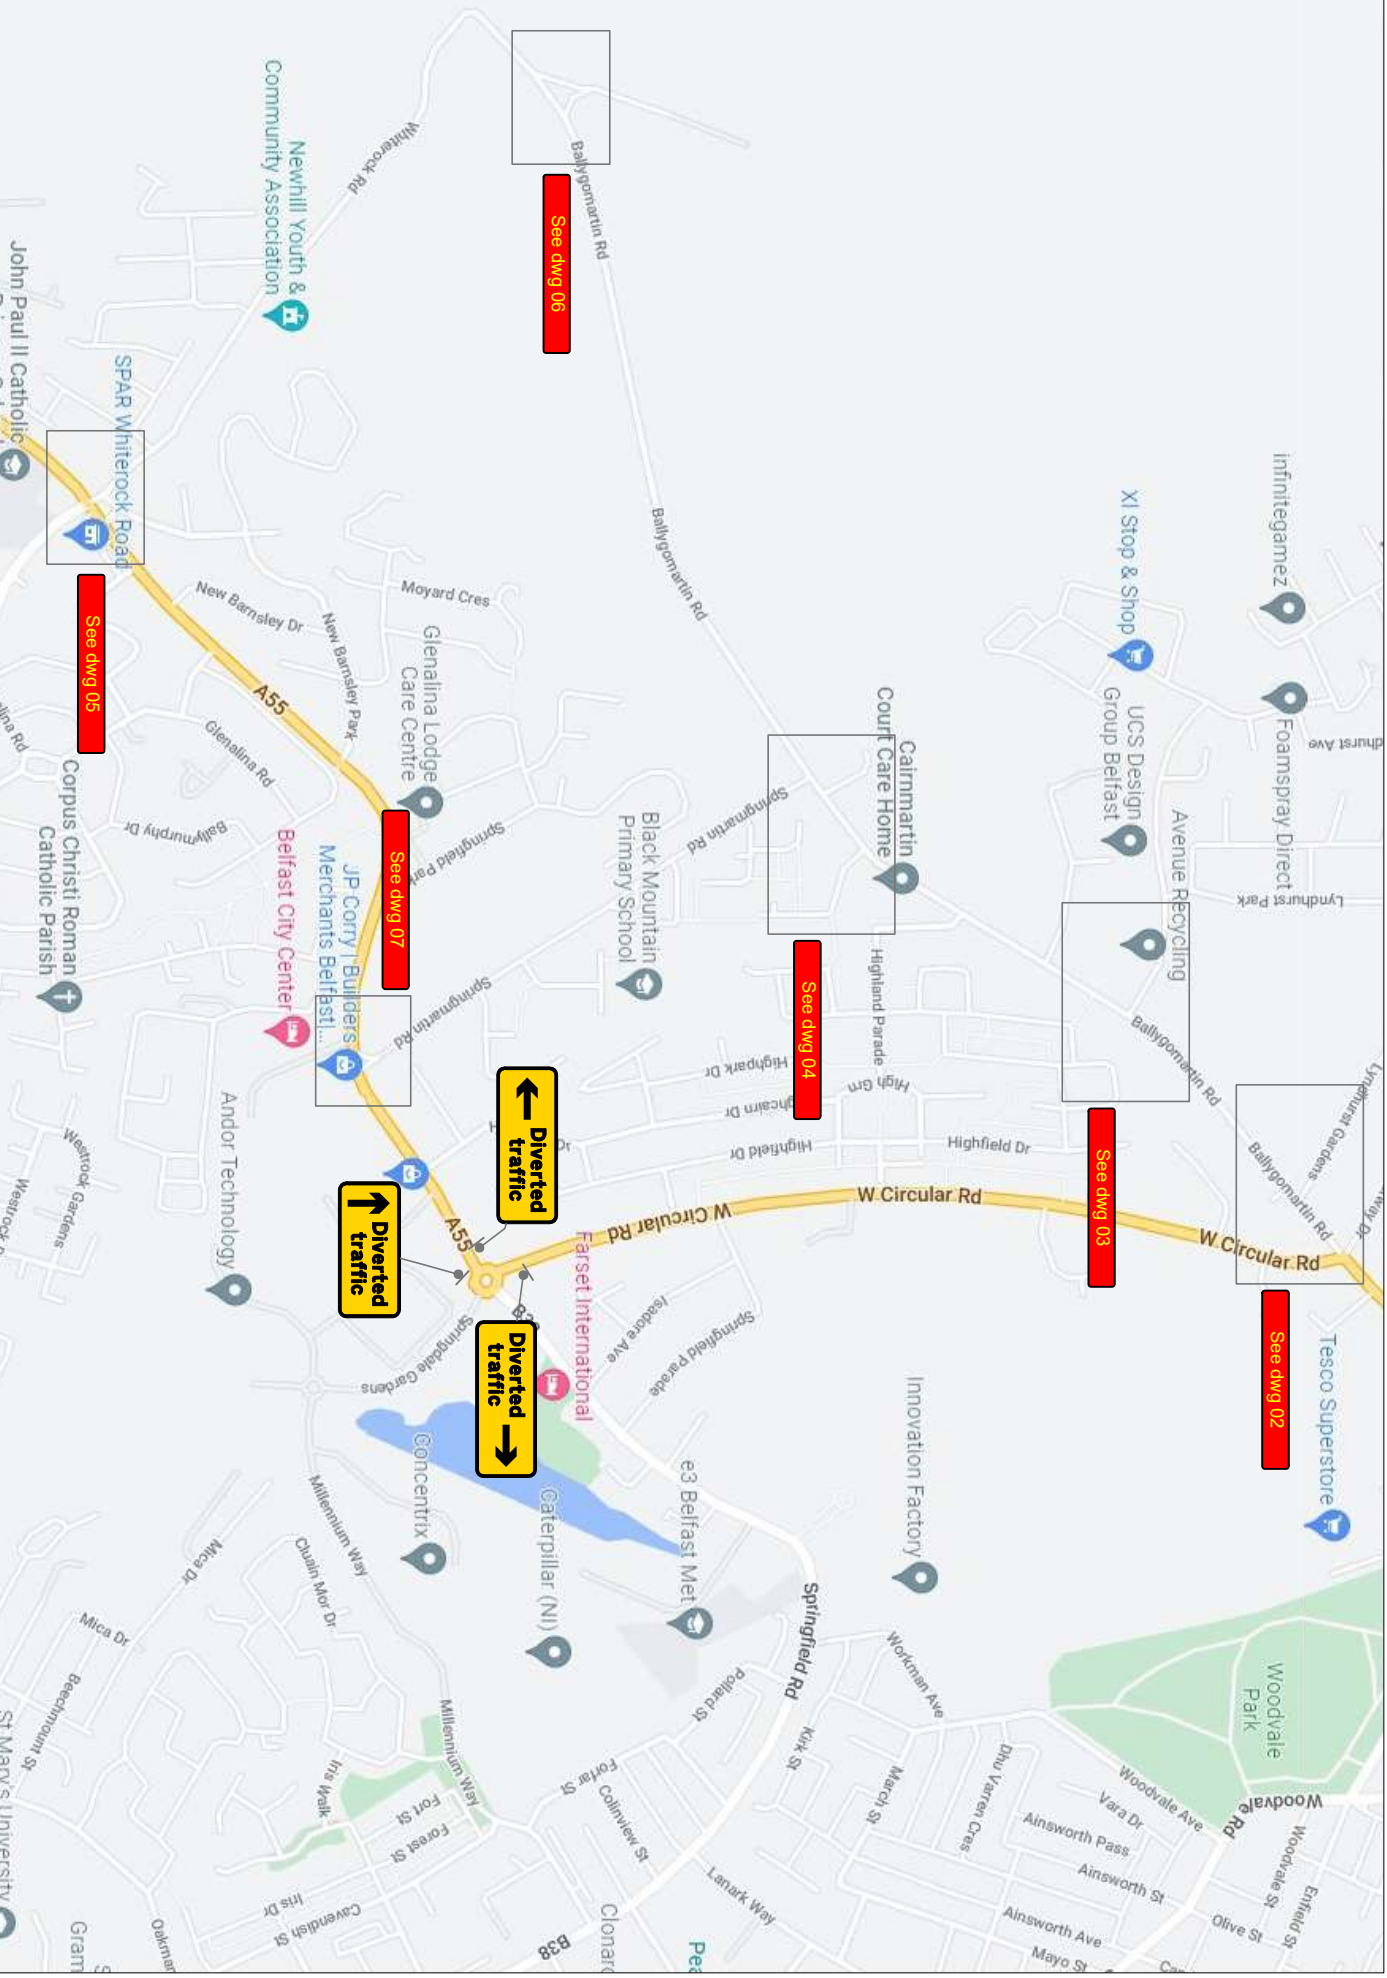 infinitegamez
Foamspray Direct
Lyndhurst Park
Lyndhurst Gardens
Ballygomartin Rd
W Circular Rd
See dwg 02
Tesco Superstore
Woodvale
Park
Woodvale Rd
Woodvale St
Enfield St
Olive St
XI Stop & Shop
UCS Design
Group Belfast
Avenue Recycling
Ballygomartin Rd
See dwg 03
Woodvale Ave
Vara Dr
Ainsworth Pass
Ainsworth St
Ainsworth Ave
Mayo St
Cairnmartin
Court Care Home
Highland Parade
High Grn
Highfield Dr
W Circular Rd
Innovation Factory
Workman Ave
Dhu Varren Cres
March St
Kirk St
See dwg 04
Springmartin Rd
Highpark Dr
Highfield Dr
W Circular Rd
Springfield Parade
Isadore Ave
Springfield Rd
Pollard St
Lanark Way
Ballygomartin Rd
Black Mountain
Primary School
e3 Belfast Met
Forfar St
Colinview St
Ballygomartin Rd
See dwg 06
Farset International
Caterpillar (NI)
B38
Diverted
traffic
Diverted
traffic
Diverted
traffic
Moyard Cres
Glenalina Lodge
Care Centre
Springfield Park
Springmartin Rd
See dwg 07
A55
Springdale Gardens
Concentrix
Millennium Way
Millennium Way
Fort St
Forest St
Whiterock Rd
Newhill Youth &
Community Association
New Barnsley Dr
New Barnsley Park
JP Corry | Builders
Merchants Belfast|...
Belfast City Center
Cluain Mor Dr
Iris Walk
Iris Dr
Cavendish St
A55
Glenalina Rd
Ballymurphy Dr
Andor Technology
Mica Dr
SPAR Whiterock Road
See dwg 05
Corpus Christi Roman
Catholic Parish
Westrock Gardens
Mica Dr
Beechmount St
John Paul II Catholic
St Mary's University